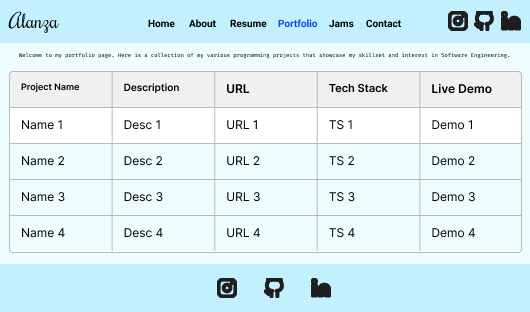 Alanza
Home About Resume Portfolio Jams Contact
Welcome to my portfolio page. Here is a collection of my various programming projects that showcase my skillset and interest in Software Engineering.
Project Name Description URL Tech Stack Live Demo
Name 1 Desc 1 URL 1 TS 1 Demo 1
Name 2 Desc 2 URL 2 TS 2 Demo 2
Name 3 Desc 3 URL 3 TS 3 Demo 3
Name 4 Desc 4 URL 4 TS 4 Demo 4